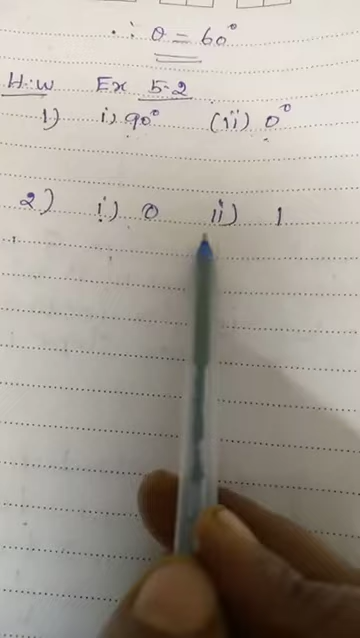 ∴ θ = 60°
H.W Ex 5.2
1) i) 90° (ii) 0°
2) i) 0 ii) 1